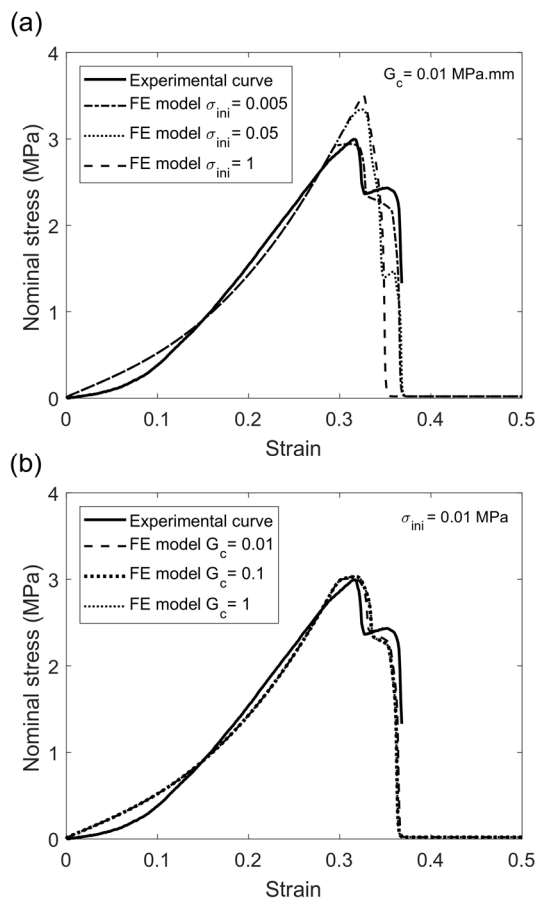 (a)
4
3
2
1
0
Nominal stress (MPa)
Experimental curve
FE model σini = 0.005
FE model σini = 0.05
FE model σini = 1
Gc = 0.01 MPa.mm
0 0.1 0.2 0.3 0.4 0.5
Strain
(b)
4
3
2
1
0
Nominal stress (MPa)
Experimental curve
FE model Gc = 0.01
FE model Gc = 0.1
FE model Gc = 1
σini = 0.01 MPa
0 0.1 0.2 0.3 0.4 0.5
Strain